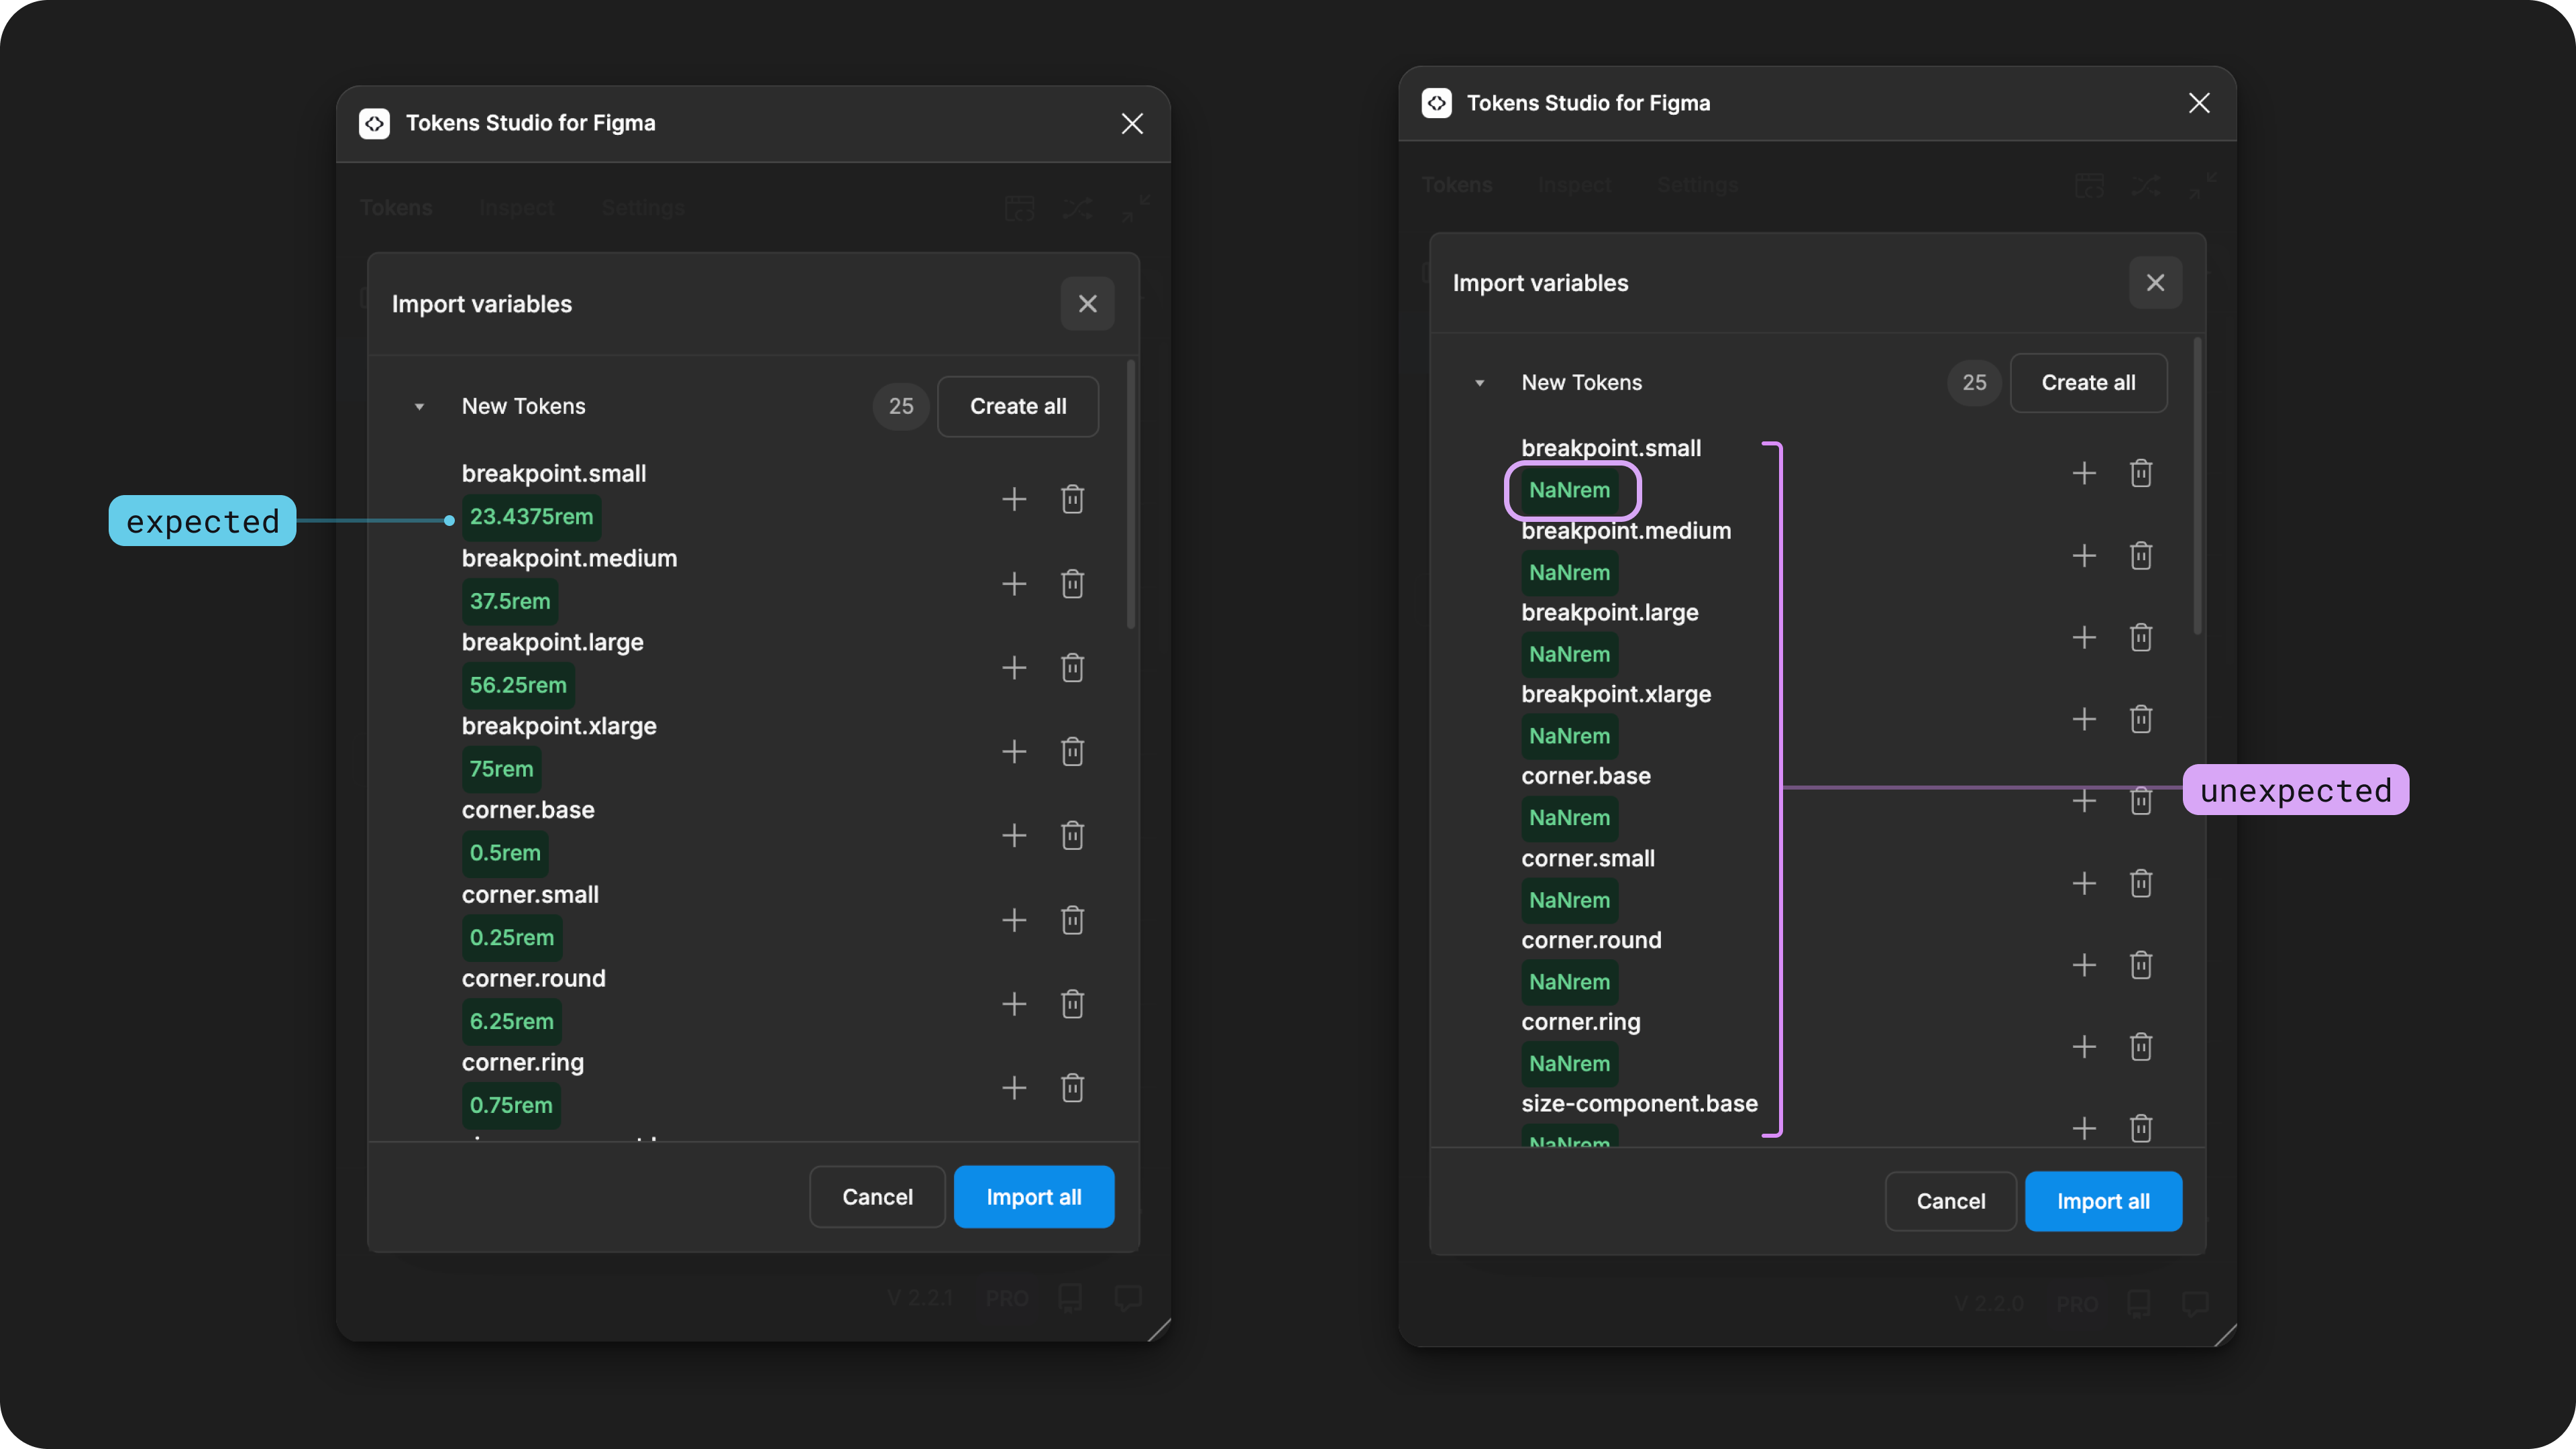 Tokens Studio for Figma
Tokens Inspect Settings
Import variables
New Tokens 25 Create all
breakpoint.small
expected
23.4375rem
breakpoint.medium
37.5rem
breakpoint.large
56.25rem
breakpoint.xlarge
75rem
corner.base
0.5rem
corner.small
0.25rem
corner.round
6.25rem
corner.ring
0.75rem
Cancel Import all
V 2.2.1 PRO
Tokens Studio for Figma
Tokens Inspect Settings
Import variables
New Tokens 25 Create all
breakpoint.small
NaNrem
breakpoint.medium
NaNrem
breakpoint.large
NaNrem
breakpoint.xlarge
NaNrem
corner.base
unexpected
NaNrem
corner.small
NaNrem
corner.round
NaNrem
corner.ring
NaNrem
size-component.base
NaNrem
Cancel Import all
V 2.2.0 PRO